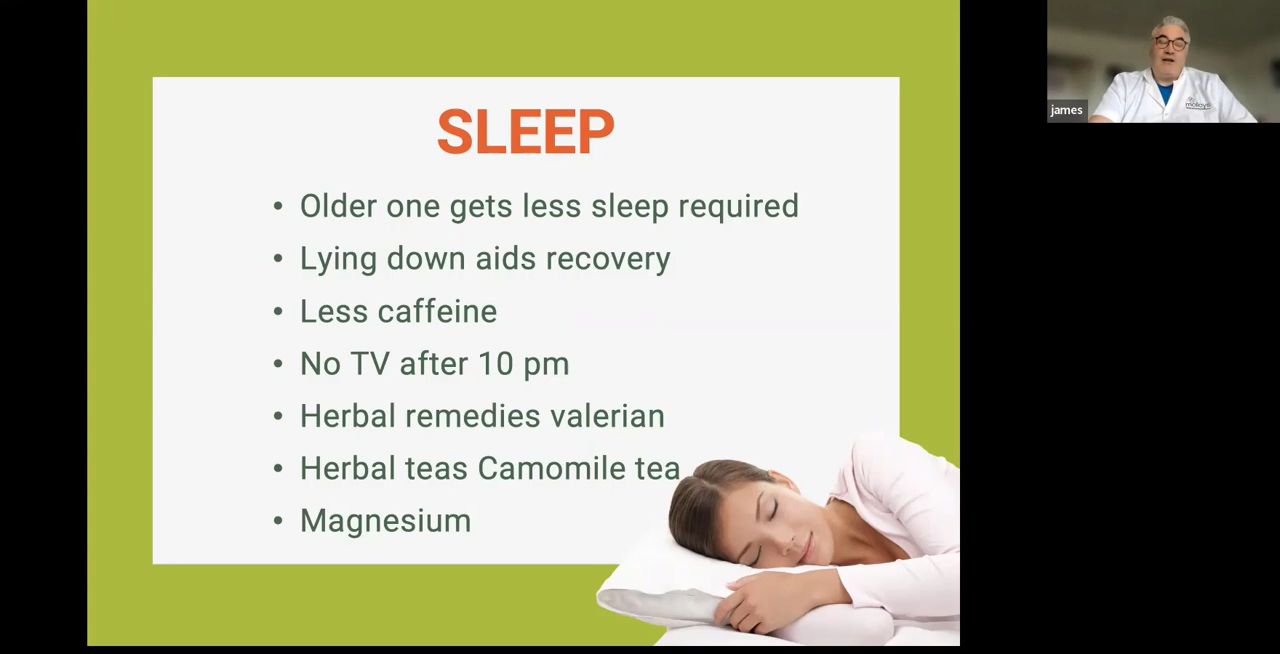 SLEEP
• Older one gets less sleep required
• Lying down aids recovery
• Less caffeine
• No TV after 10 pm
• Herbal remedies valerian
• Herbal teas Camomile tea
• Magnesium
james
molloys